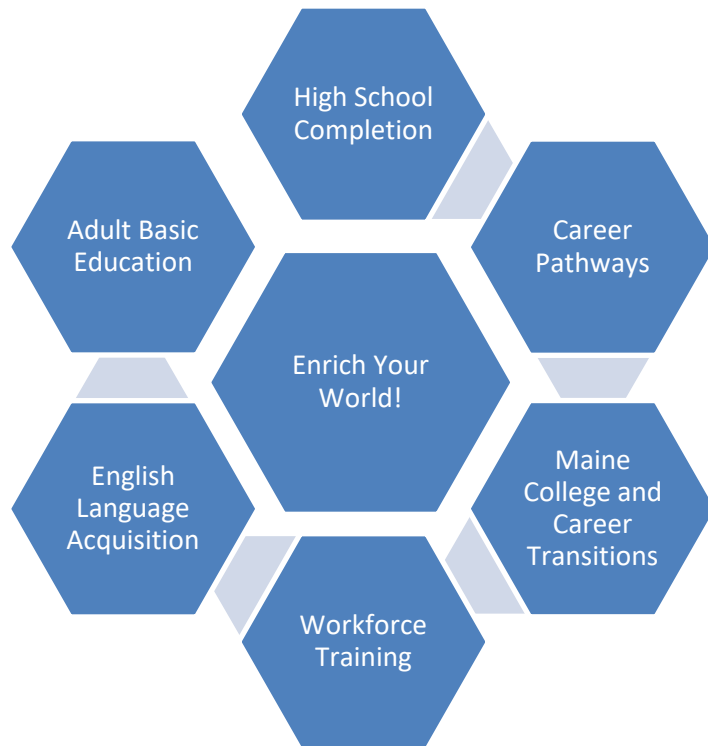 High School
Completion
Career
Pathways
Maine
College and
Career
Transitions
Workforce
Training
English
Language
Acquisition
Adult Basic
Education
Enrich Your
World!